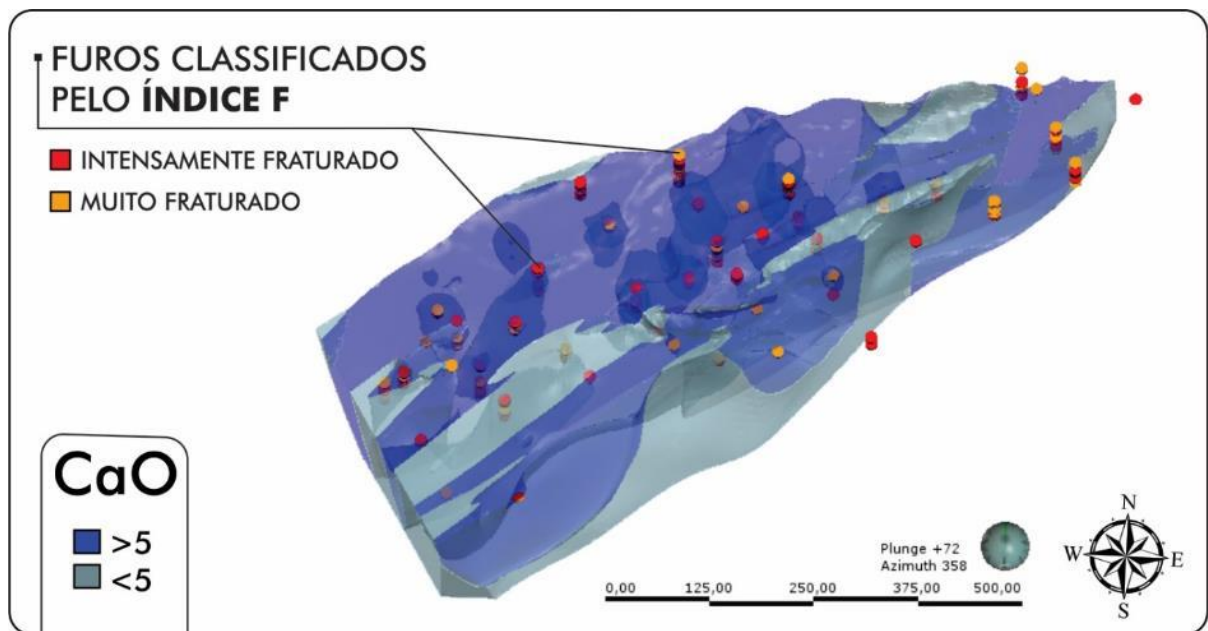 FUROS CLASSIFICADOS
PELO ÍNDICE F
INTENSAMENTE FRATURADO
MUITO FRATURADO
CaO
>5
<5
Plunge +72
Azimuth 358
0,00 125,00 250,00 375,00 500,00
N
W E
S